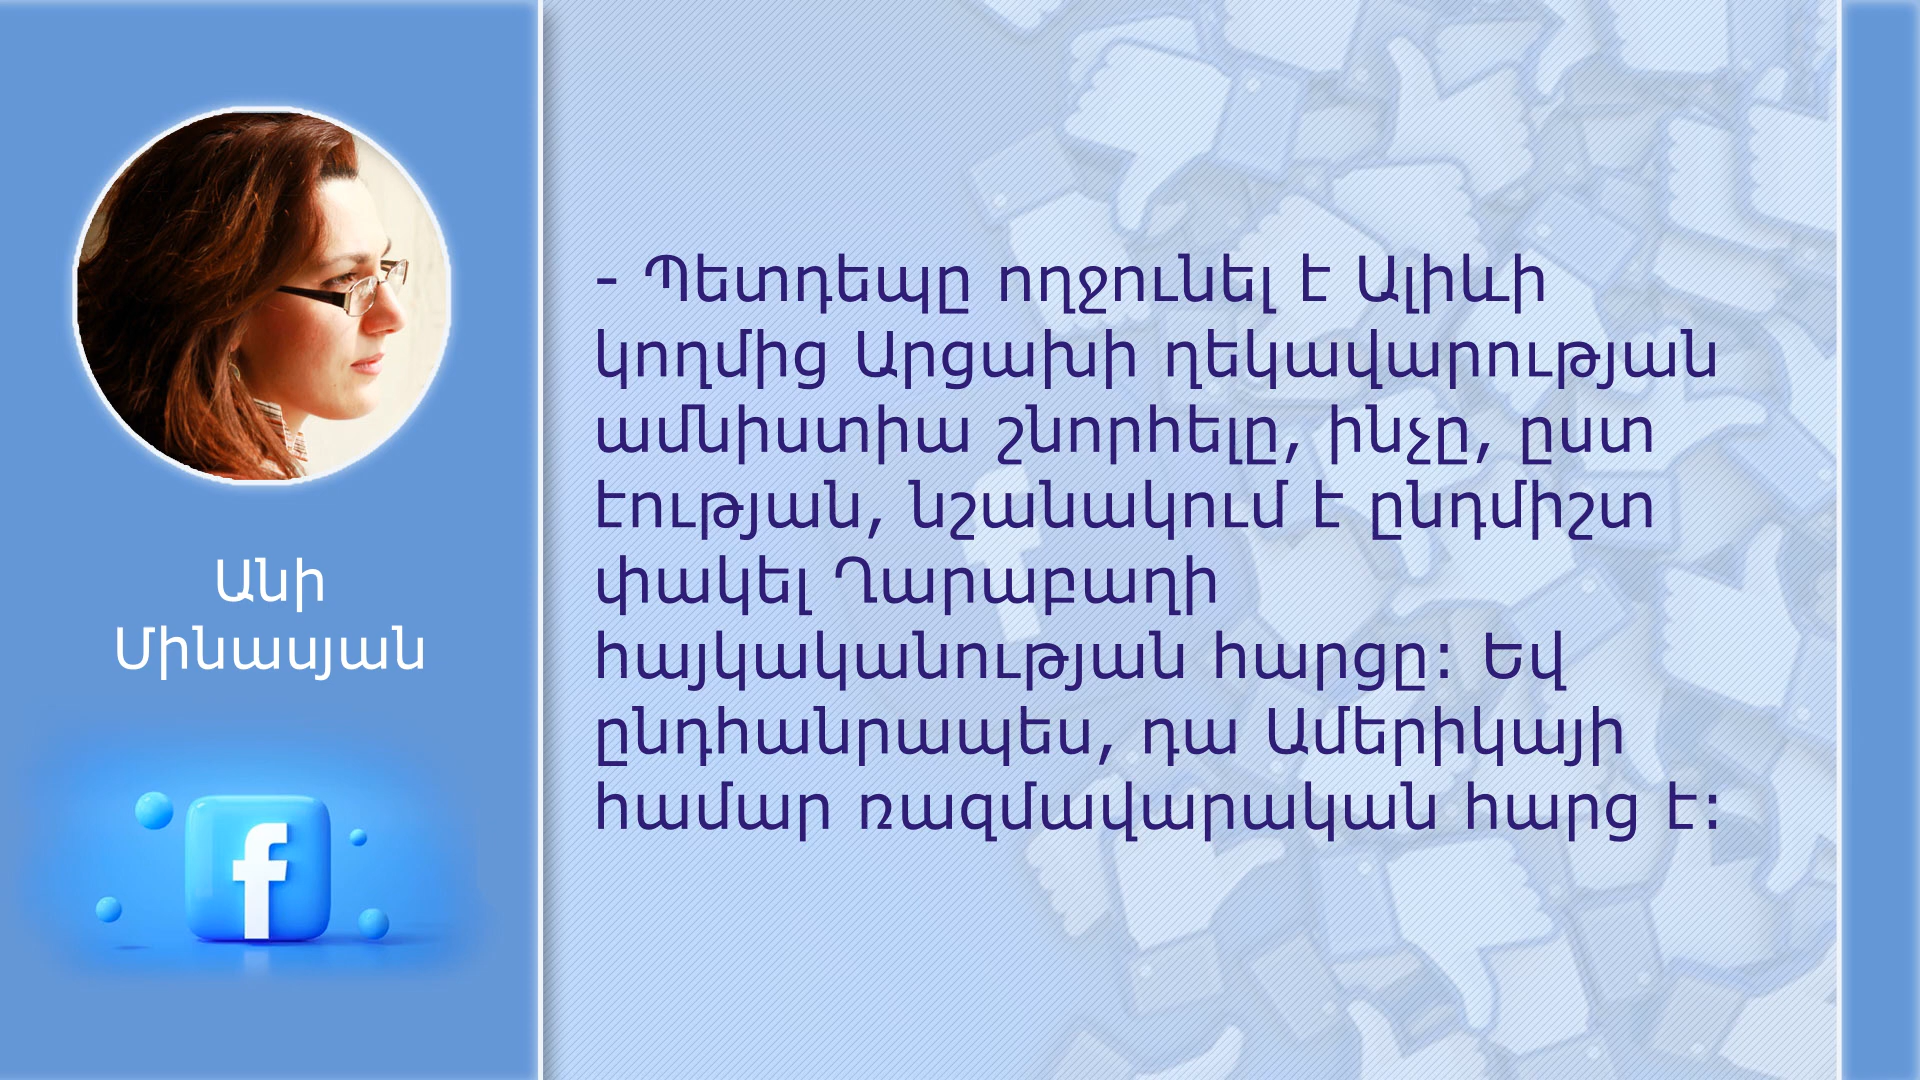 Անի
Մինասյան
- Պետդեպը ողջունել է Ալիևի
կողմից Արցախի ղեկավարության
ամնիստիա շնորհելը, ինչը, ըստ
էության, նշանակում է ընդմիշտ
փակել Ղարաբաղի
հայկականության հարցը: Եվ
ընդհանրապես, դա Ամերիկայի
համար ռազմավարական հարց է: